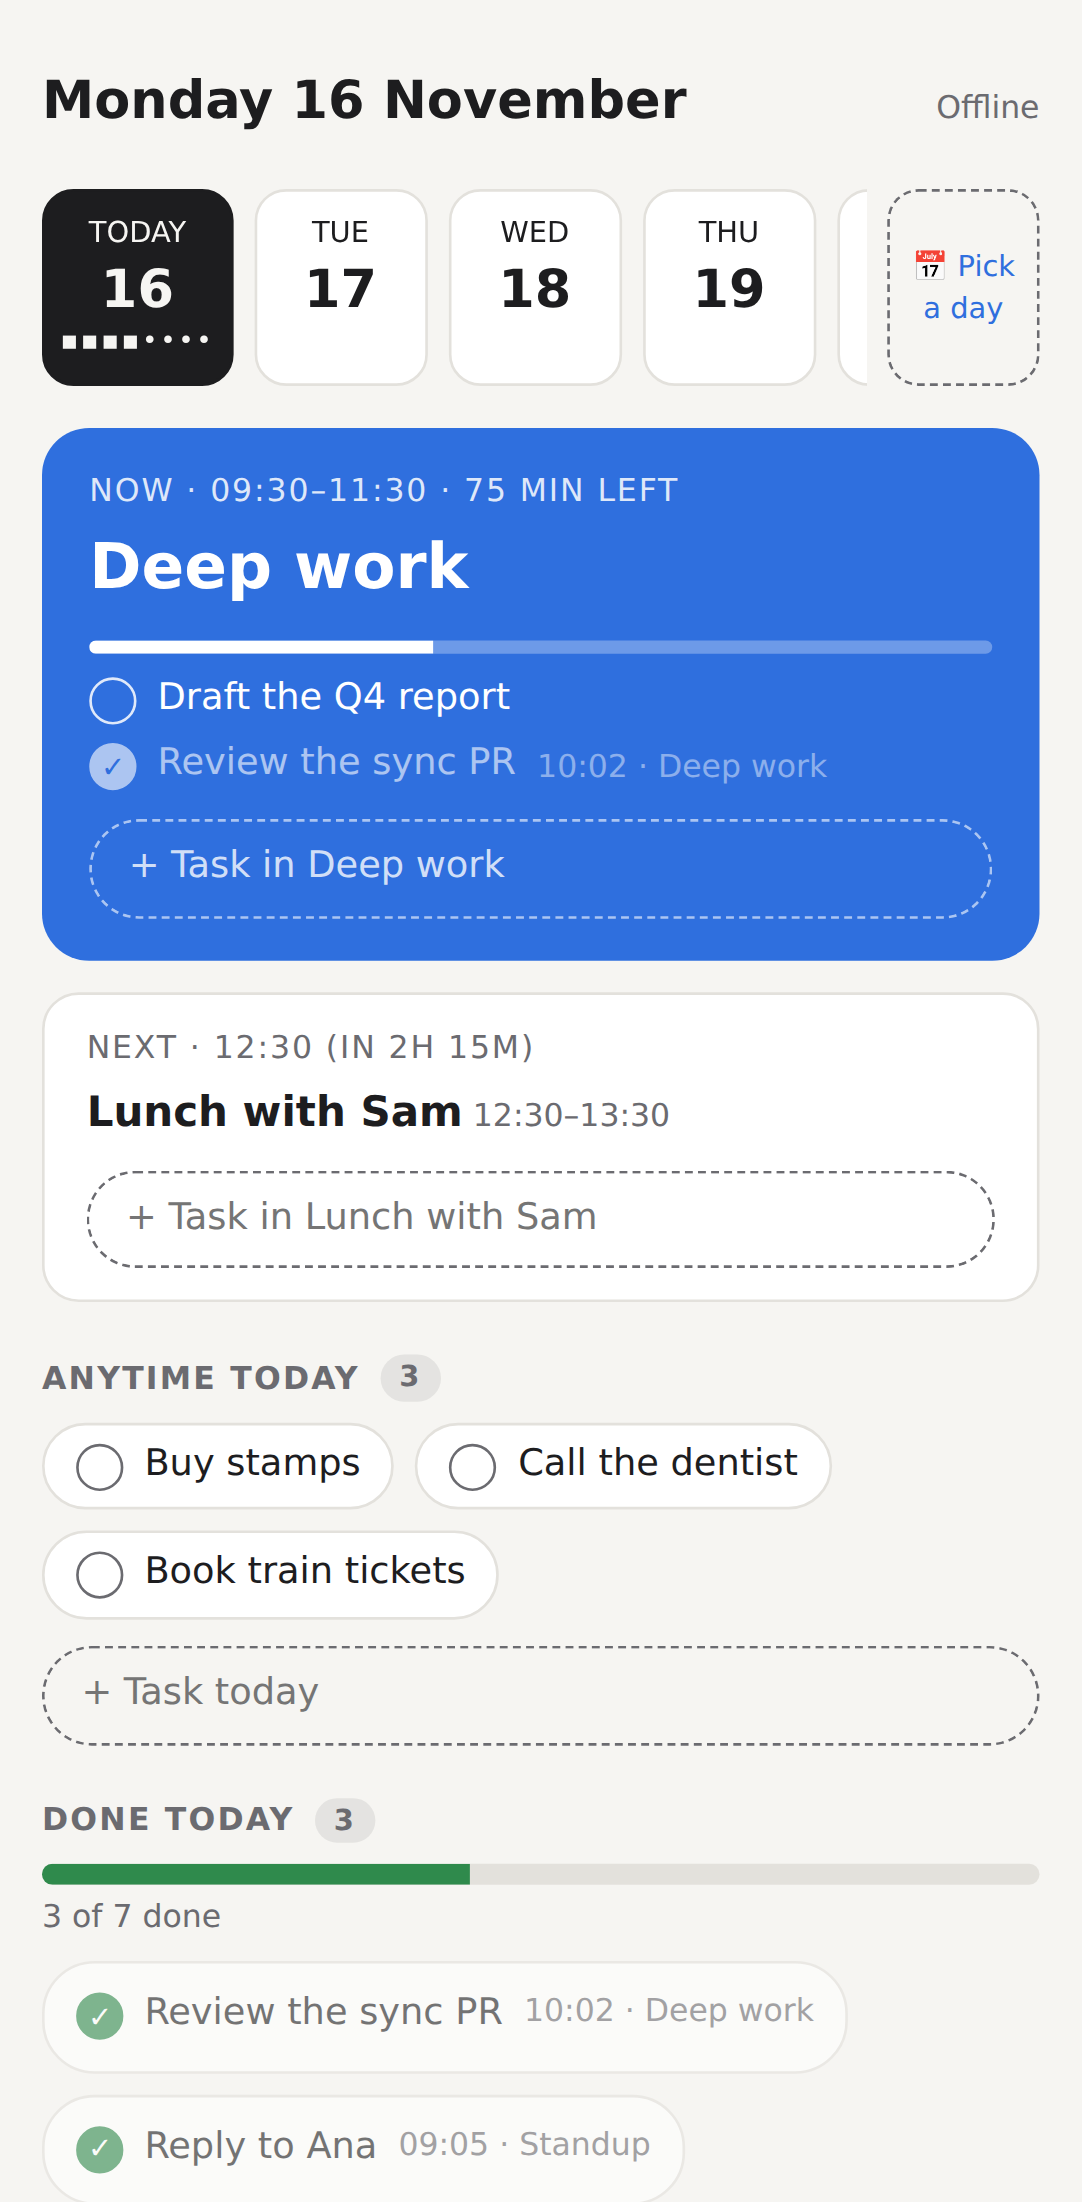 Monday 16 November
Offline
TODAY
16
TUE
17
WED
18
THU
19
📅 Pick
a day
NOW · 09:30–11:30 · 75 MIN LEFT
Deep work
Draft the Q4 report
✓ Review the sync PR 10:02 · Deep work
+ Task in Deep work
NEXT · 12:30 (IN 2H 15M)
Lunch with Sam 12:30–13:30
+ Task in Lunch with Sam
ANYTIME TODAY 3
Buy stamps
Call the dentist
Book train tickets
+ Task today
DONE TODAY 3
3 of 7 done
✓ Review the sync PR 10:02 · Deep work
✓ Reply to Ana 09:05 · Standup